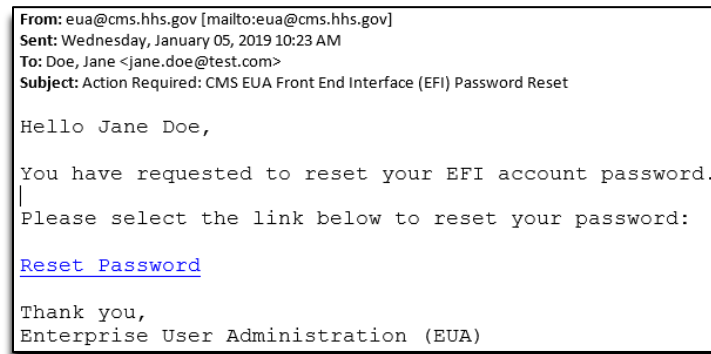 From: eua@cms.hhs.gov [mailto:eua@cms.hhs.gov]
Sent: Wednesday, January 05, 2019 10:23 AM
To: Doe, Jane <jane.doe@test.com>
Subject: Action Required: CMS EUA Front End Interface (EFI) Password Reset
Hello Jane Doe,
You have requested to reset your EFI account password.
Please select the link below to reset your password:
Reset Password
Thank you,
Enterprise User Administration (EUA)